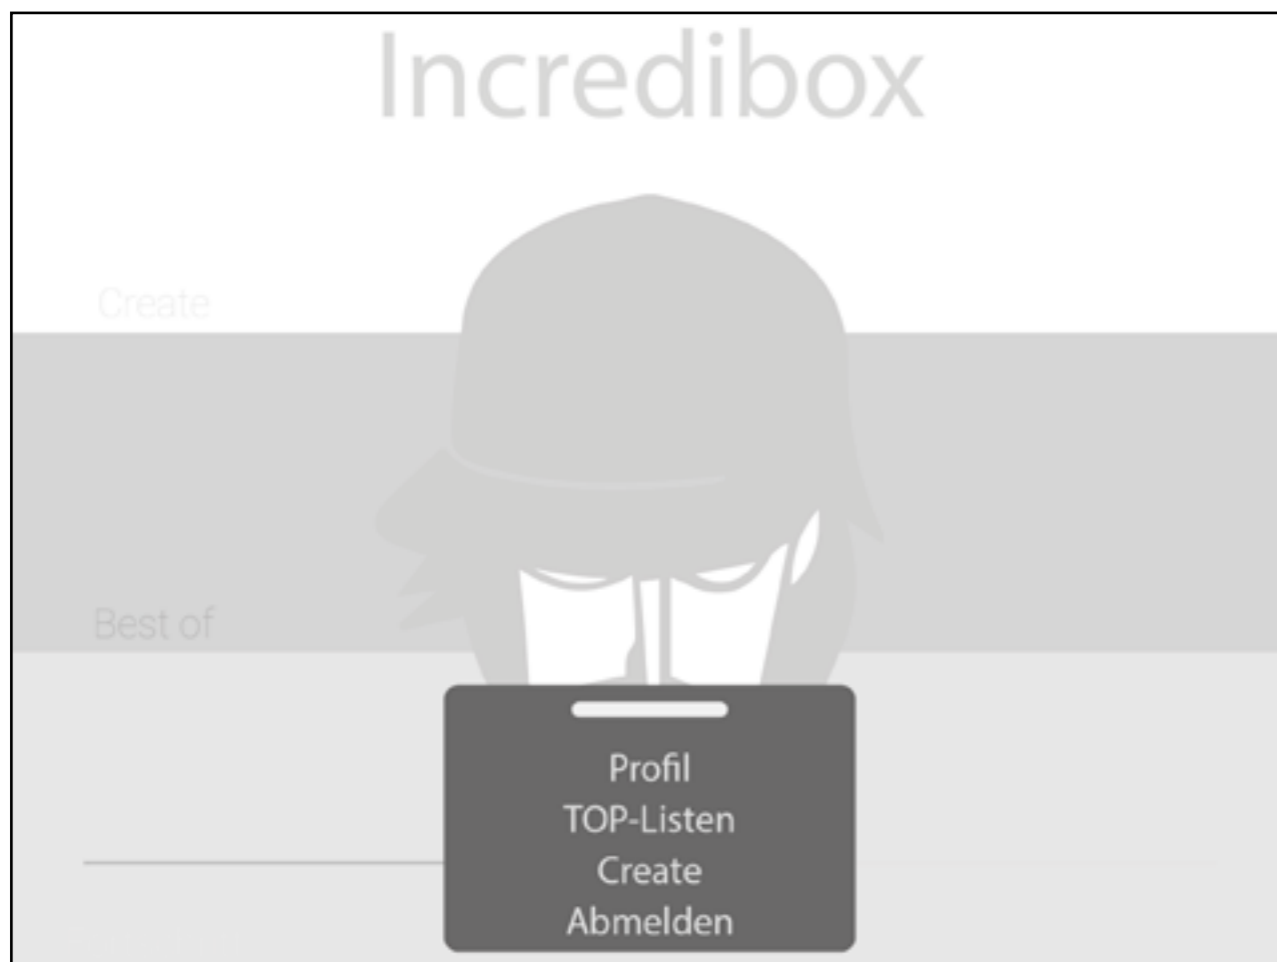 Incredibox
Create
Best of
Profil
TOP-Listen
Create
Abmelden